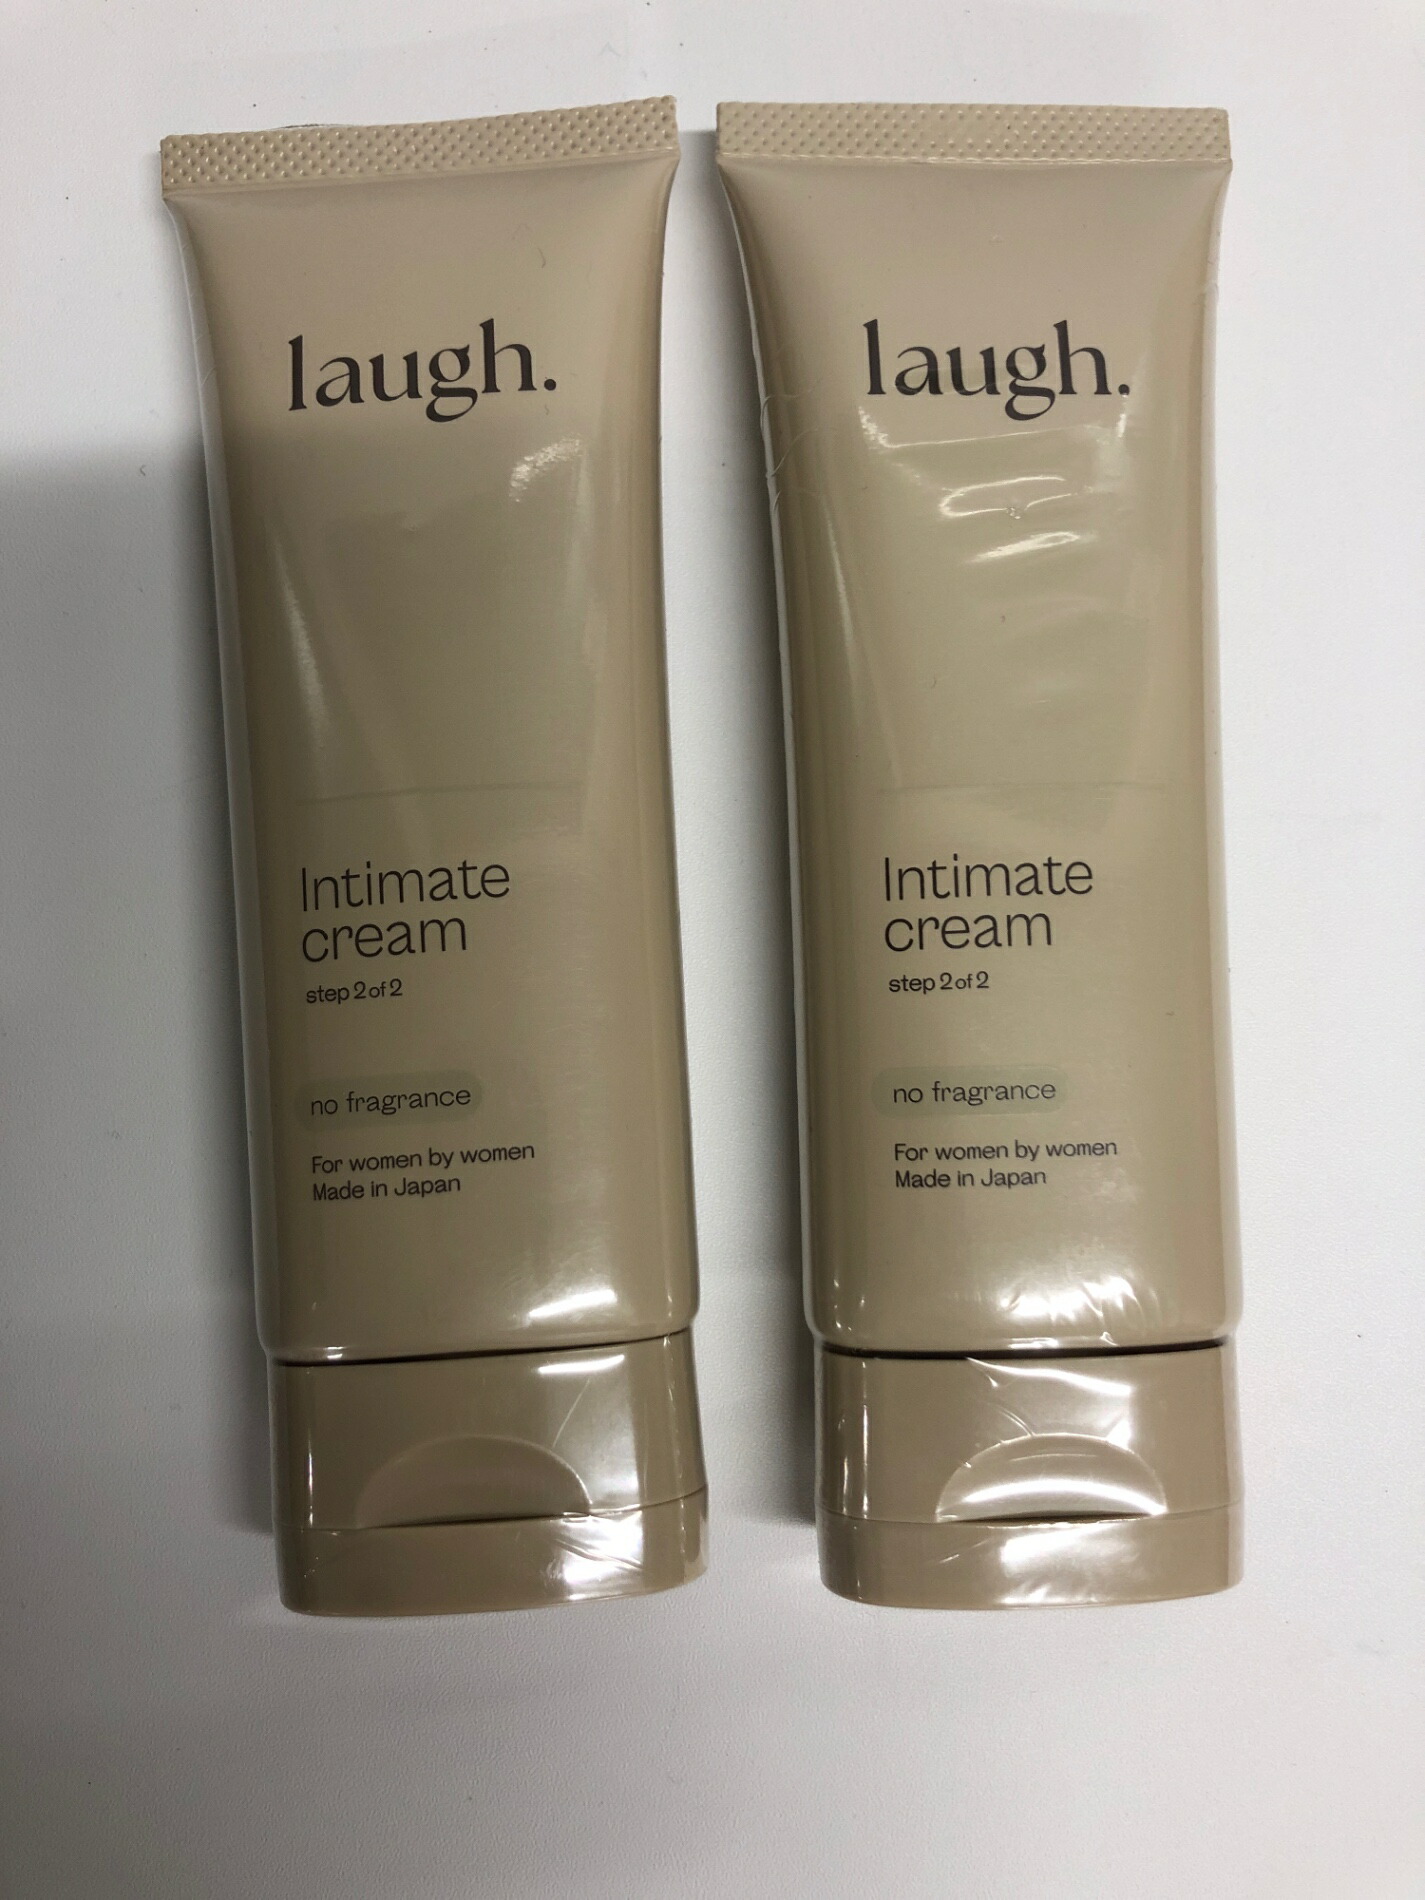 laugh.
Intimate
cream
step 2 of 2
no fragrance
For women by women
Made in Japan
laugh.
Intimate
cream
step 2 of 2
no fragrance
For women by women
Made in Japan